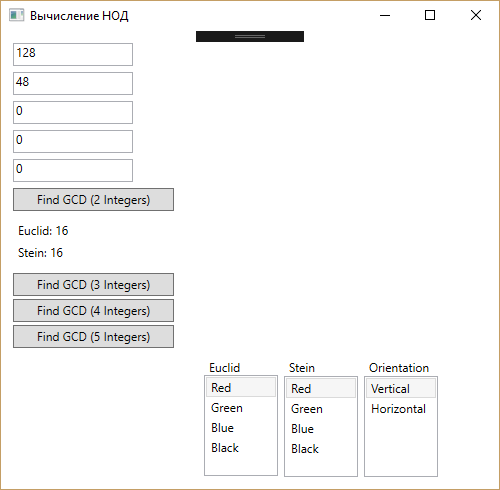 Вычисление НОД
128
48
0
0
0
Find GCD (2 Integers)
Euclid: 16
Stein: 16
Find GCD (3 Integers)
Find GCD (4 Integers)
Find GCD (5 Integers)
Euclid Stein Orientation
Red Red Vertical
Green Green Horizontal
Blue Blue
Black Black